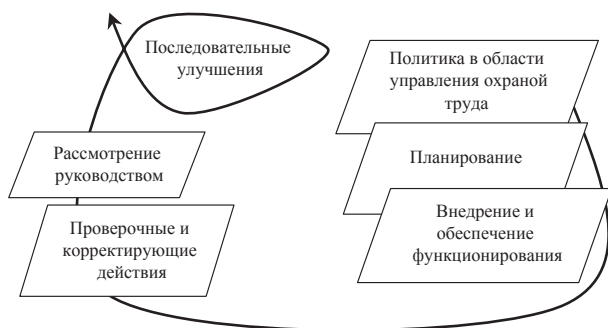 Последовательные
улучшения
Политика в области
управления охраной
труда
Планирование
Внедрение и
обеспечение
функционирования
Рассмотрение
руководством
Проверочные и
корректирующие
действия